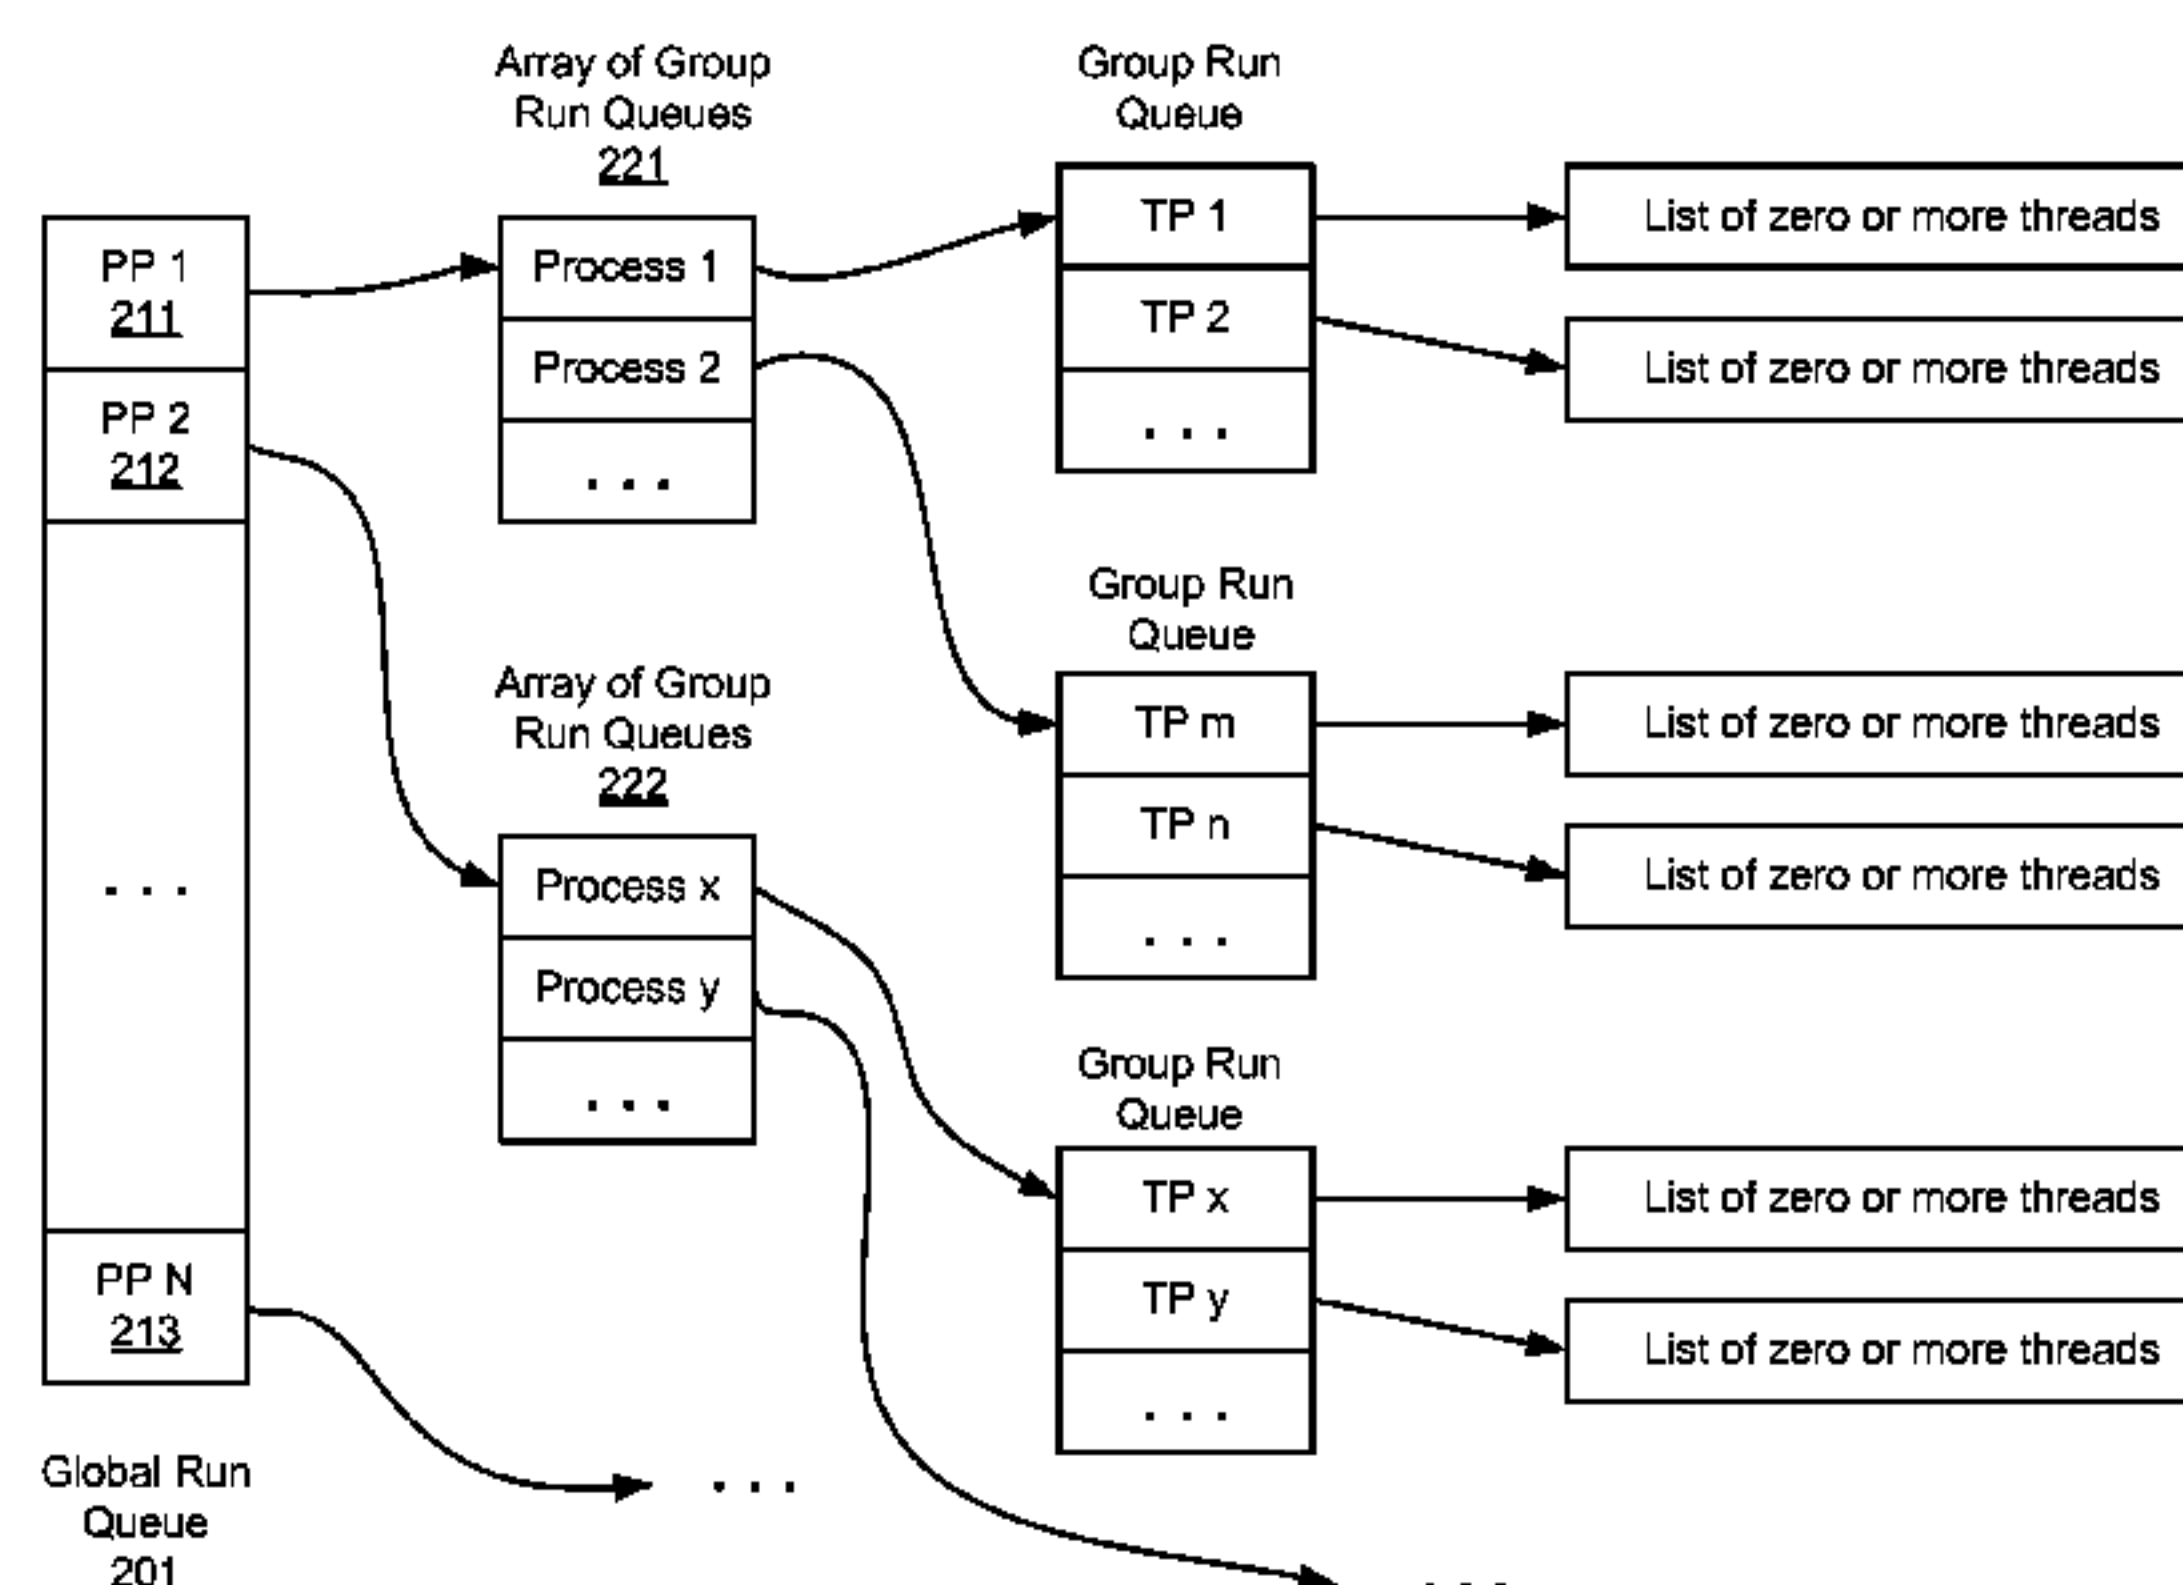 Array of Group
Run Queues
221
Group Run
Queue
PP 1
211
PP 2
212
. . .
PP N
213
Global Run
Queue
201
Process 1
Process 2
. . .
TP 1
TP 2
. . .
List of zero or more threads
List of zero or more threads
Array of Group
Run Queues
222
Process x
Process y
. . .
Group Run
Queue
TP m
TP n
. . .
List of zero or more threads
List of zero or more threads
Group Run
Queue
TP x
TP y
. . .
List of zero or more threads
List of zero or more threads
. . .
. . .